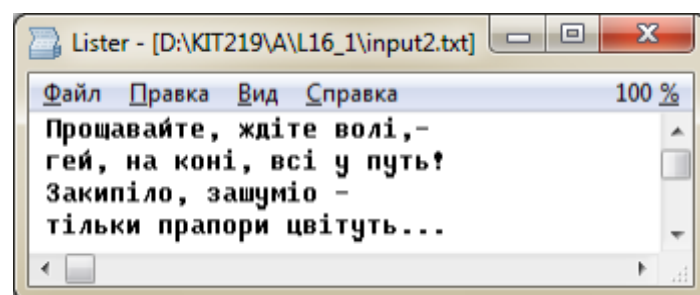 Lister - [D:\KIT219\A\L16_1\input2.txt]
Файл Правка Вид Справка 100 %
Прощавайте, ждіте волі,-
гей, на коні, всі у путь!
Закипіло, зашуміо -
тільки прапори цвітуть...